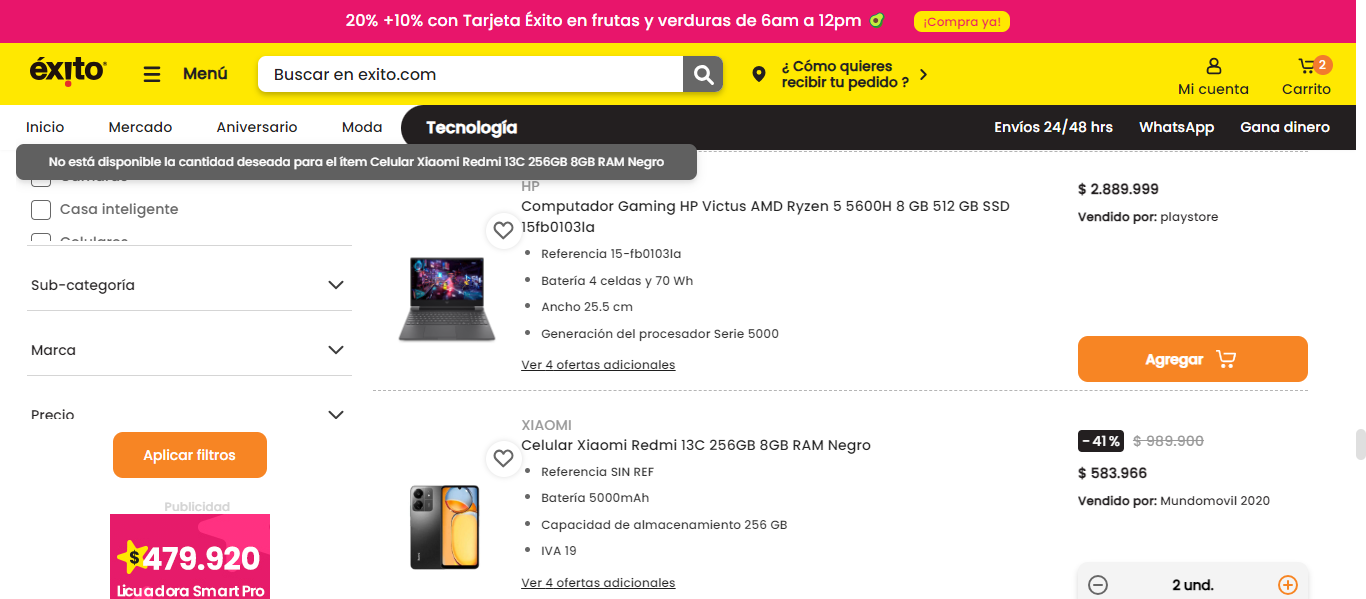 20% +10% con Tarjeta Éxito en frutas y verduras de 6am a 12pm
¡Compra ya!
éxito
Menú
Buscar en exito.com
¿ Cómo quieres
recibir tu pedido ?
Mi cuenta
2
Carrito
Inicio
Mercado
Aniversario
Moda
Tecnología
Envíos 24/48 hrs
WhatsApp
Gana dinero
No está disponible la cantidad deseada para el ítem Celular Xiaomi Redmi 13C 256GB 8GB RAM Negro
Casa inteligente
Celulares
Sub-categoría
Marca
Precio
Aplicar filtros
Publicidad
$479.920
Licuadora Smart Pro
HP
Computador Gaming HP Victus AMD Ryzen 5 5600H 8 GB 512 GB SSD
15fb0103la
Referencia 15-fb0103la
Batería 4 celdas y 70 Wh
Ancho 25.5 cm
Generación del procesador Serie 5000
Ver 4 ofertas adicionales
$ 2.889.999
Vendido por: playstore
Agregar
XIAOMI
Celular Xiaomi Redmi 13C 256GB 8GB RAM Negro
Referencia SIN REF
Batería 5000mAh
Capacidad de almacenamiento 256 GB
IVA 19
Ver 4 ofertas adicionales
- 41 % $ 989.900
$ 583.966
Vendido por: Mundomovil 2020
2 und.